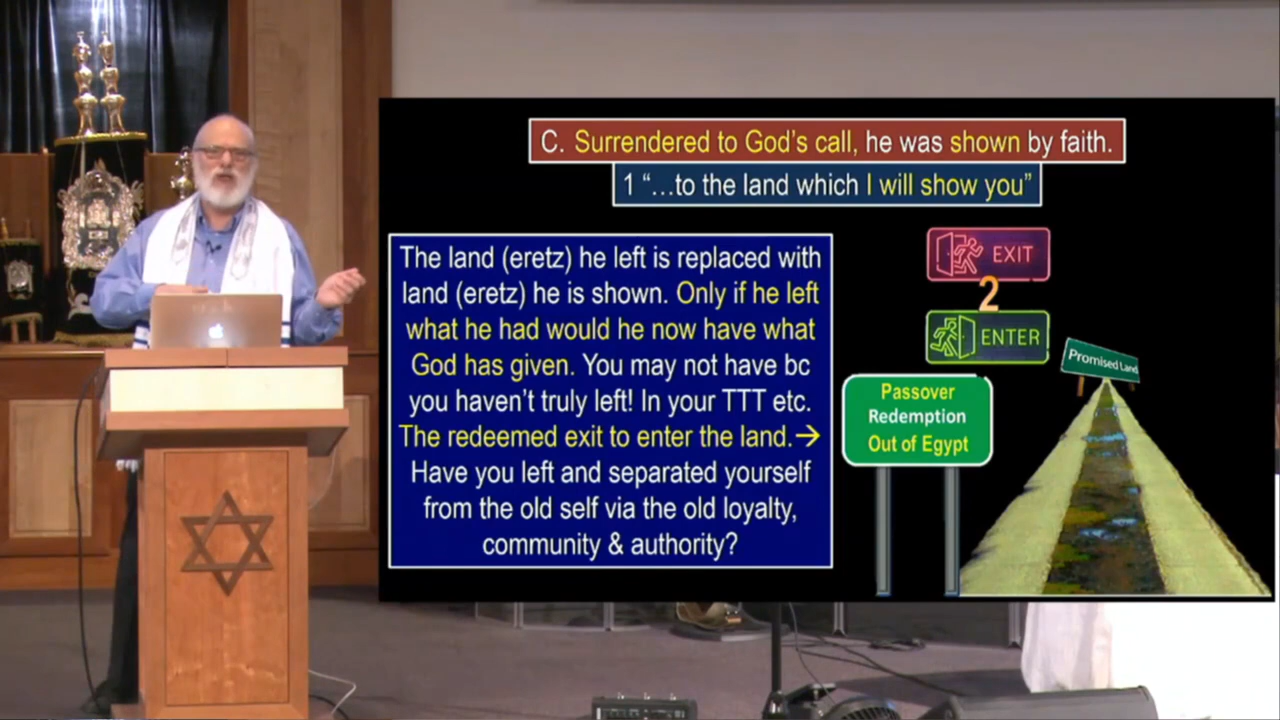 C. Surrendered to God's call, he was shown by faith.
1 “…to the land which I will show you”
The land (eretz) he left is replaced with
land (eretz) he is shown. Only if he left
what he had would he now have what
God has given. You may not have bc
you haven't truly left! In your TTT etc.
The redeemed exit to enter the land.→
Have you left and separated yourself
from the old self via the old loyalty,
community & authority?
EXIT
2
ENTER
Promised Land
Passover
Redemption
Out of Egypt